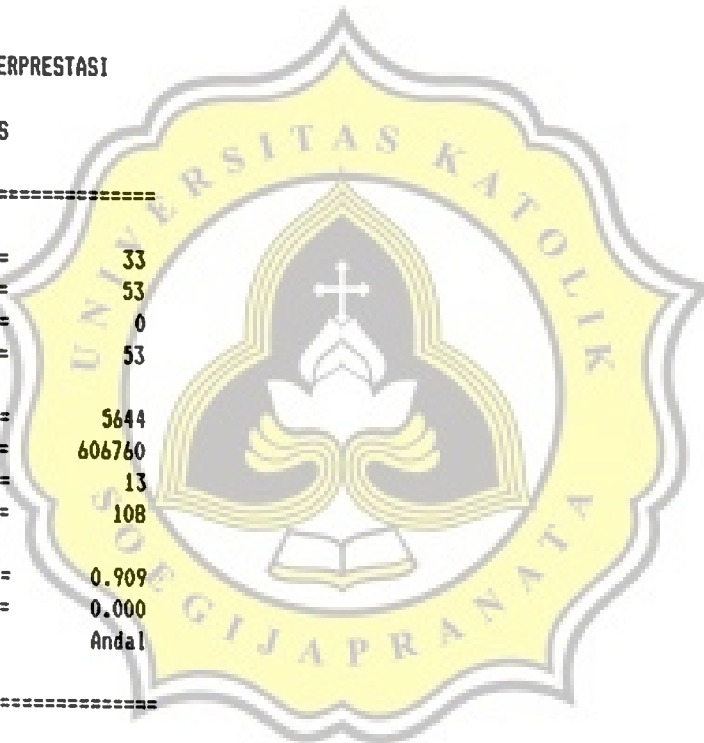 ERPRESTASI
S
==============
= 33
= 53
= 0
= 53
= 5644
= 606760
= 13
= 108
= 0.909
= 0.000
Andal
==============
UNIVERSITAS KATOLIK
SOEGIJAPRANATA